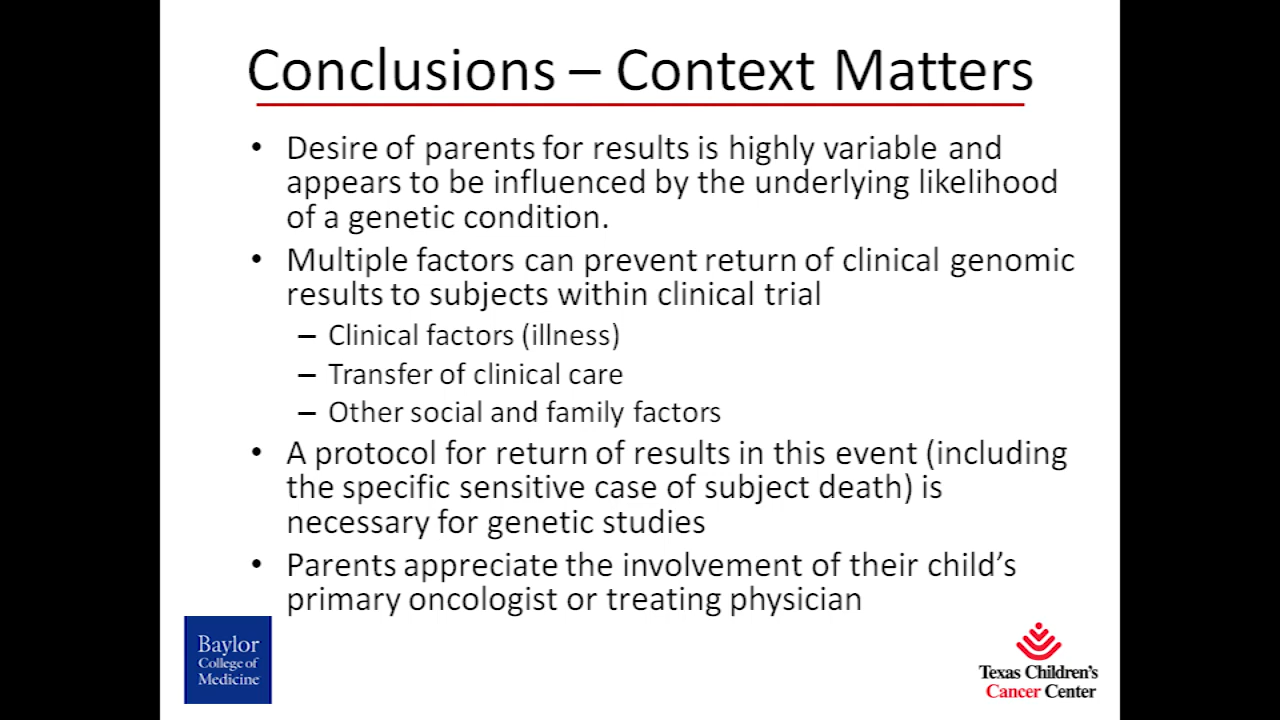 Conclusions – Context Matters
• Desire of parents for results is highly variable and
appears to be influenced by the underlying likelihood
of a genetic condition.
• Multiple factors can prevent return of clinical genomic
results to subjects within clinical trial
– Clinical factors (illness)
– Transfer of clinical care
– Other social and family factors
• A protocol for return of results in this event (including
the specific sensitive case of subject death) is
necessary for genetic studies
• Parents appreciate the involvement of their child’s
primary oncologist or treating physician
Baylor
College of
Medicine
Texas Children's
Cancer Center